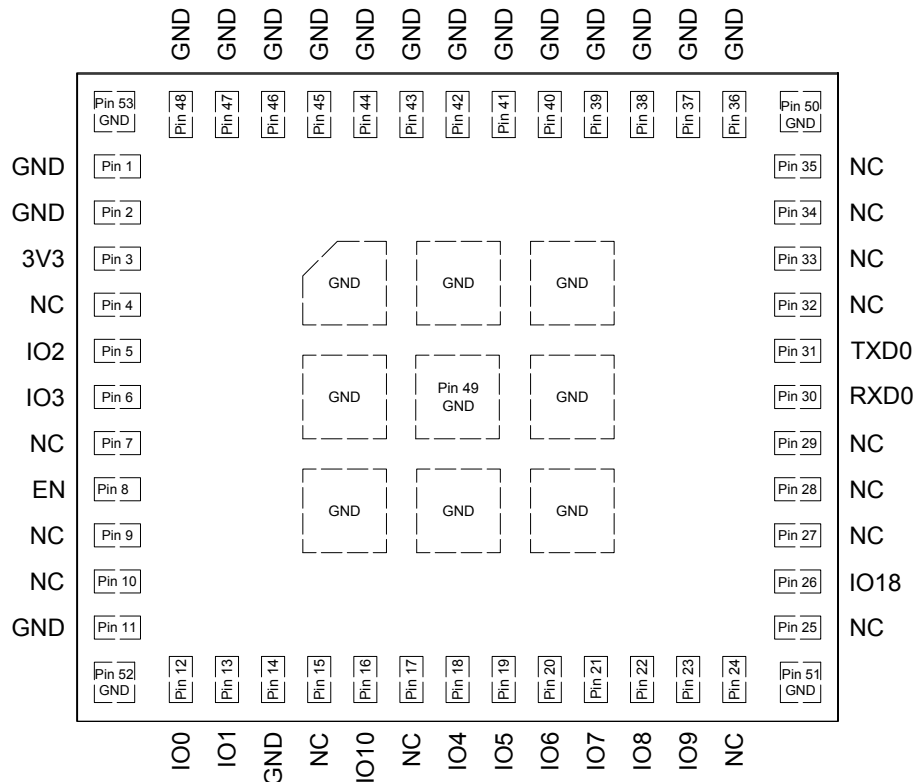 GND GND GND GND GND GND GND GND GND GND GND GND GND
Pin 53 GND
Pin 48 Pin 47 Pin 46 Pin 45 Pin 44 Pin 43 Pin 42 Pin 41 Pin 40 Pin 39 Pin 38 Pin 37 Pin 36
Pin 50 GND
GND Pin 1 Pin 35 NC
GND Pin 2 Pin 34 NC
3V3 Pin 3 GND GND GND Pin 33 NC
NC Pin 4 Pin 32 NC
IO2 Pin 5 Pin 31 TXD0
IO3 Pin 6 GND Pin 49 GND GND Pin 30 RXD0
NC Pin 7 Pin 29 NC
EN Pin 8 GND GND GND Pin 28 NC
NC Pin 9 Pin 27 NC
NC Pin 10 Pin 26 IO18
GND Pin 11 Pin 25 NC
Pin 52 GND
Pin 12 Pin 13 Pin 14 Pin 15 Pin 16 Pin 17 Pin 18 Pin 19 Pin 20 Pin 21 Pin 22 Pin 23 Pin 24
Pin 51 GND
IO0 IO1 GND NC IO10 NC IO4 IO5 IO6 IO7 IO8 IO9 NC